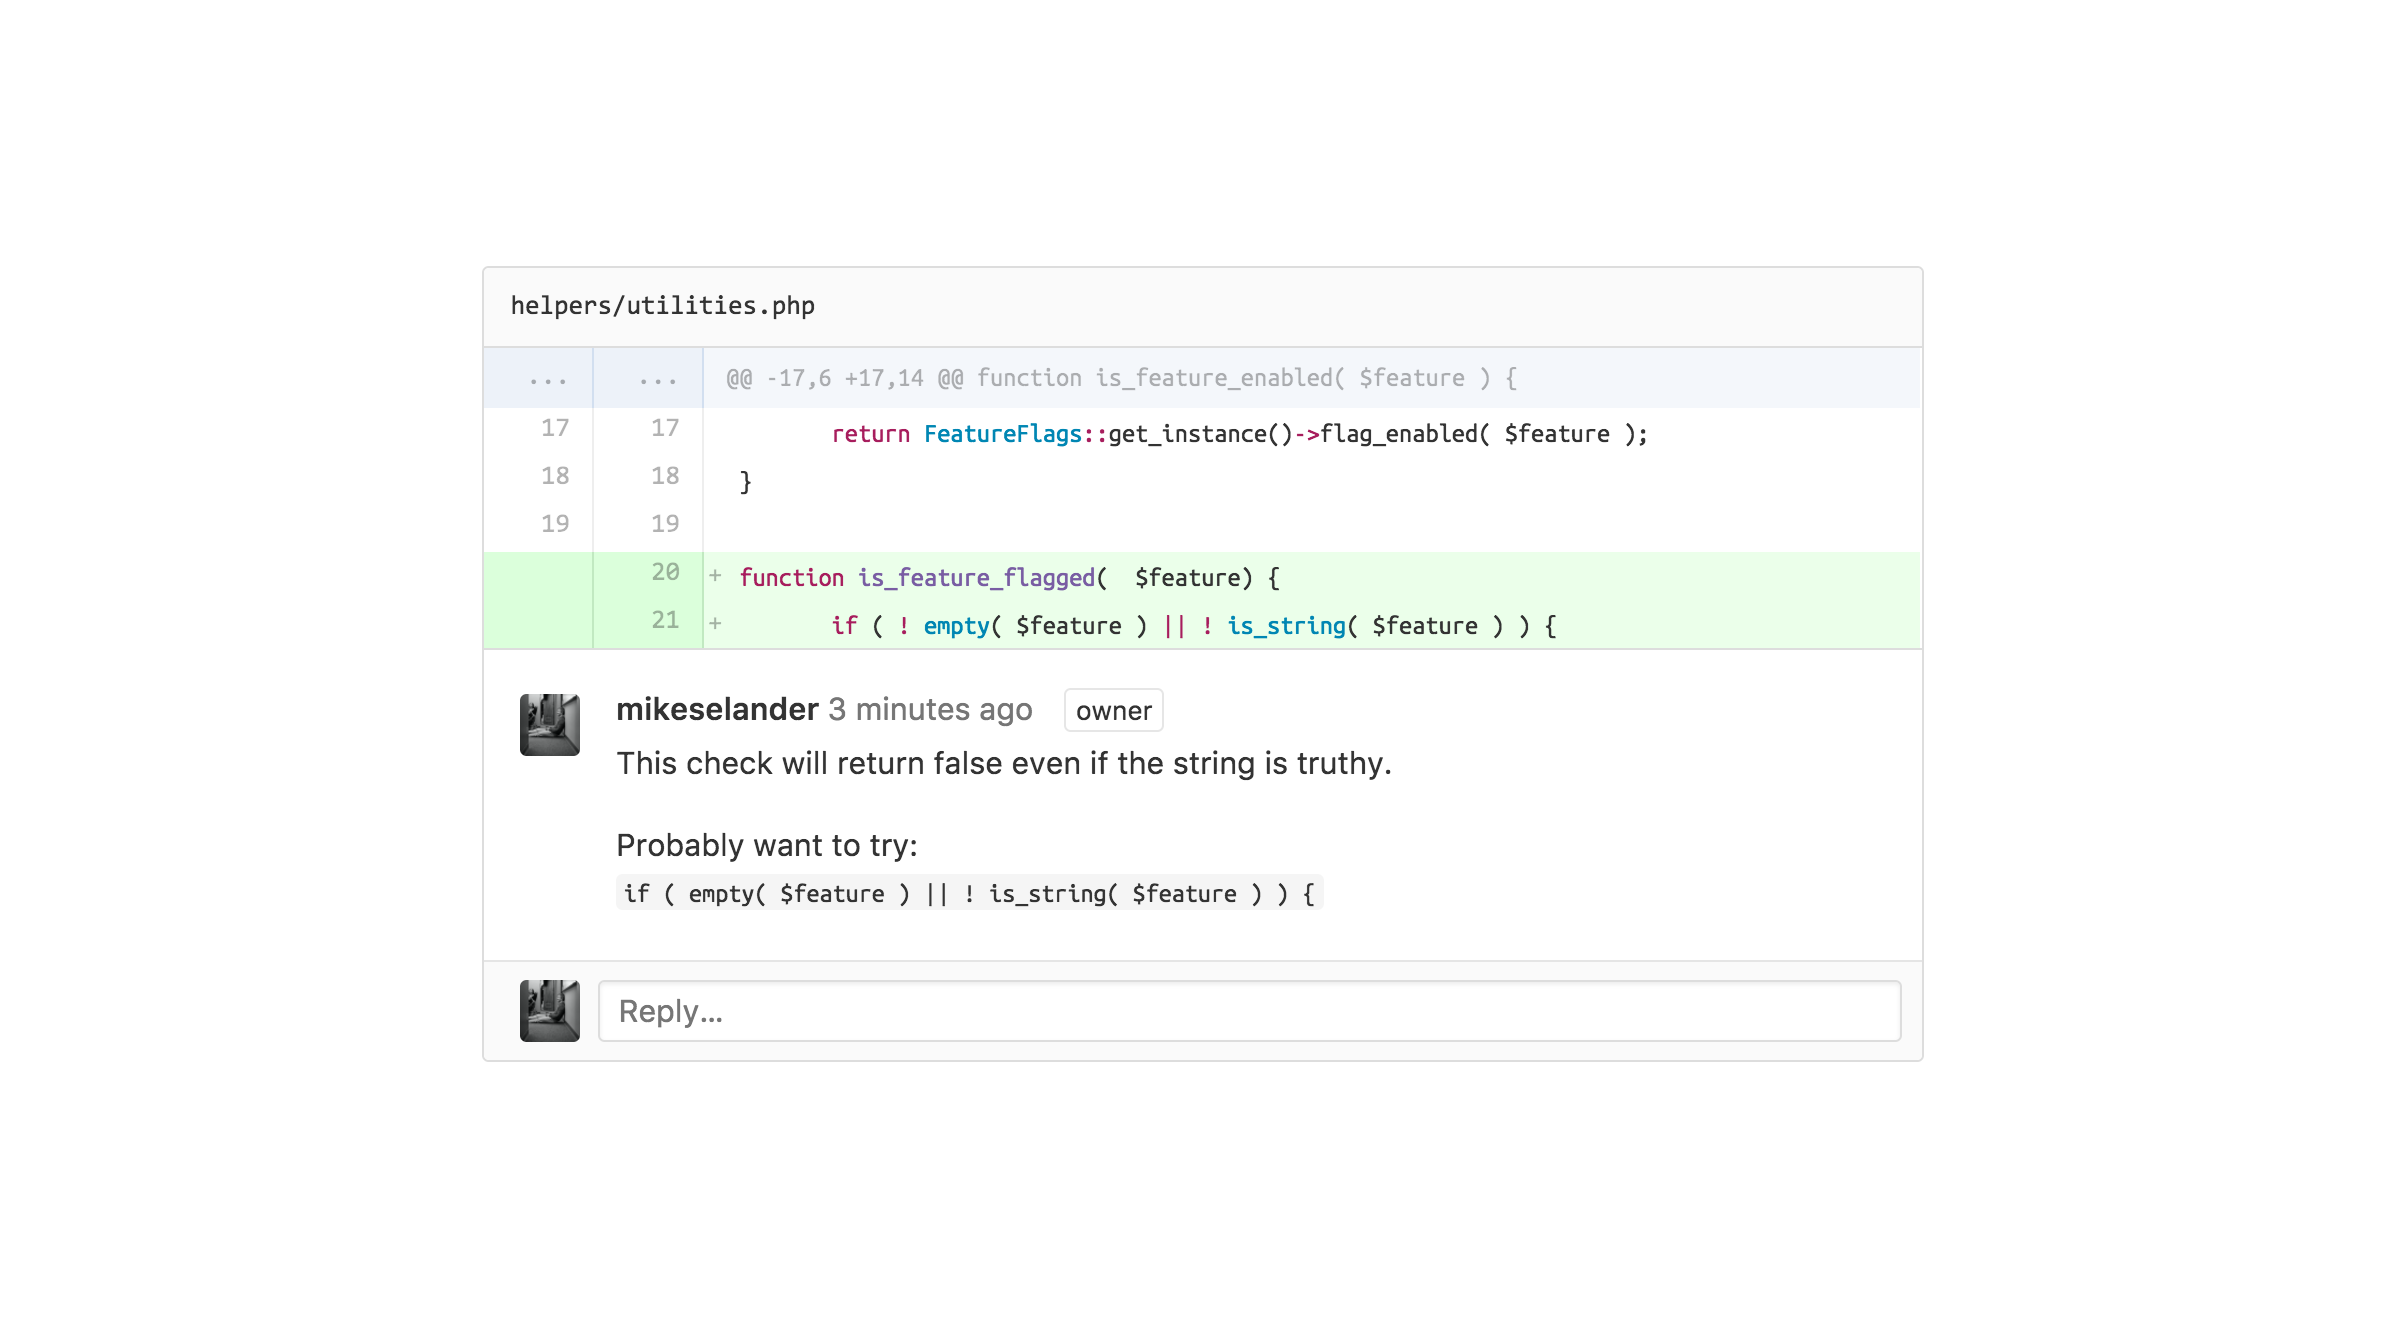 helpers/utilities.php
... ... @@ -17,6 +17,14 @@ function is_feature_enabled( $feature ) {
17 17 return FeatureFlags::get_instance()->flag_enabled( $feature );
18 18 }
19 19
20 + function is_feature_flagged(  $feature) {
21 + if ( ! empty( $feature ) || ! is_string( $feature ) ) {
mikeselander 3 minutes ago owner
This check will return false even if the string is truthy.
Probably want to try:
if ( empty( $feature ) || ! is_string( $feature ) ) {
Reply...